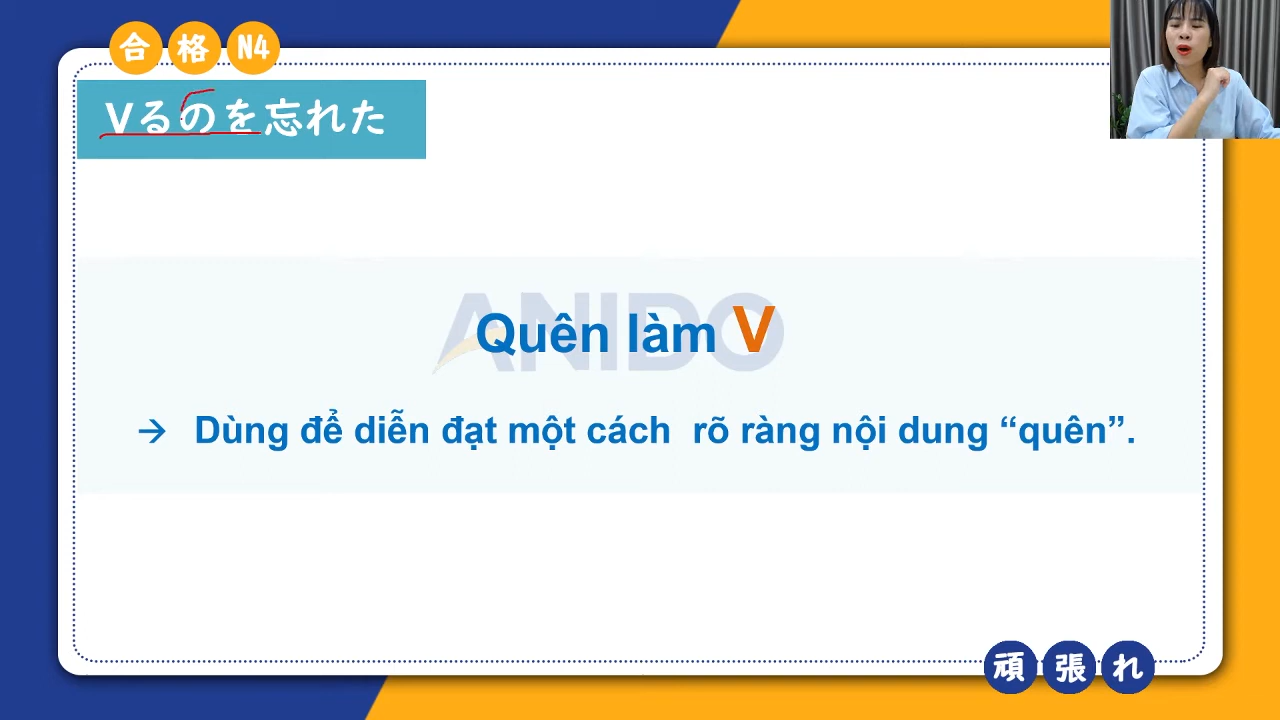 合格N4
Vるのを忘れた
ANIDO
Quên làm V
→ Dùng để diễn đạt một cách rõ ràng nội dung “quên”.
頑張れ